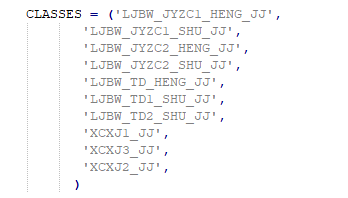 CLASSES = ('LJBW_JYZC1_HENG_JJ',
'LJBW_JYZC1_SHU_JJ',
'LJBW_JYZC2_HENG_JJ',
'LJBW_JYZC2_SHU_JJ',
'LJBW_TD_HENG_JJ',
'LJBW_TD1_SHU_JJ',
'LJBW_TD2_SHU_JJ',
'XCXJ1_JJ',
'XCXJ3_JJ',
'XCXJ2_JJ',
)